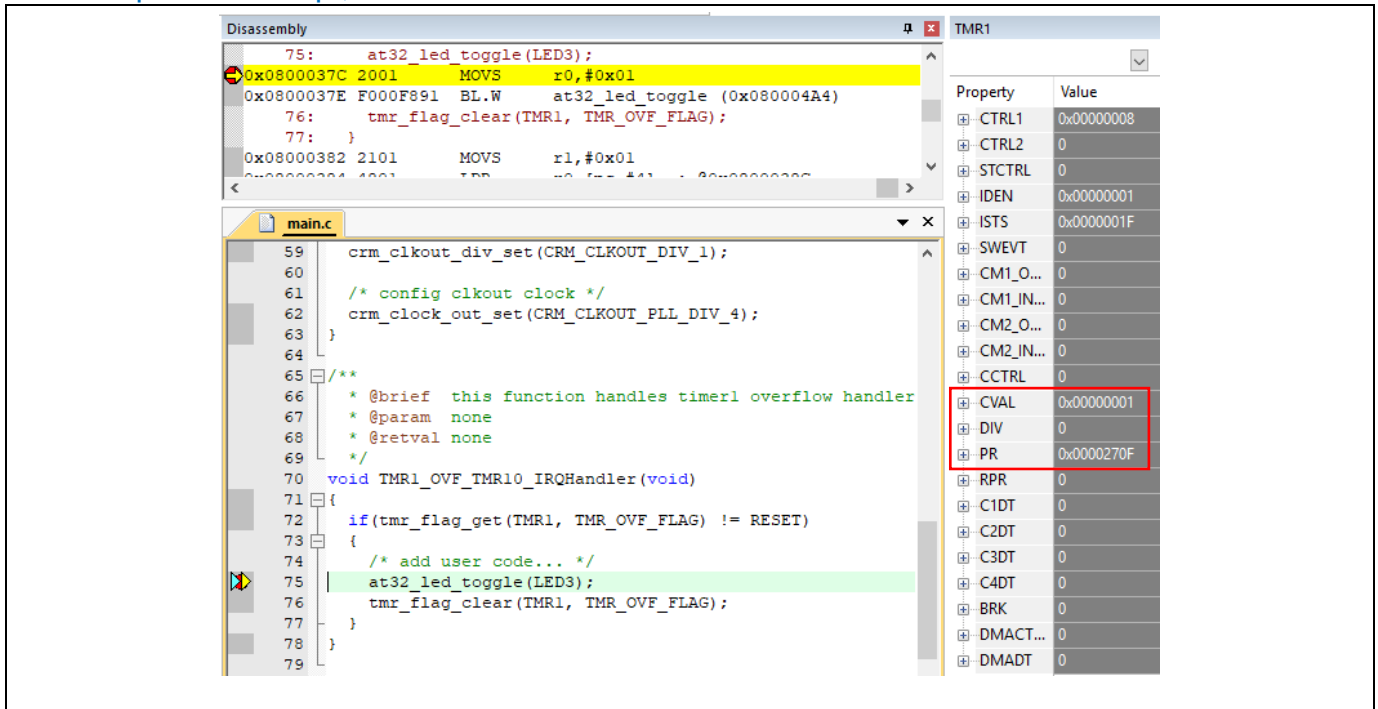 Disassembly
75: at32_led_toggle(LED3);
0x0800037C 2001 MOVS r0,#0x01
0x0800037E F000F891 BL.W at32_led_toggle (0x080004A4)
76: tmr_flag_clear(TMR1, TMR_OVF_FLAG);
77: }
0x08000382 2101 MOVS r1,#0x01
main.c
59 crm_clkout_div_set(CRM_CLKOUT_DIV_1);
60
61 /* config clkout clock */
62 crm_clock_out_set(CRM_CLKOUT_PLL_DIV_4);
63 }
64
65 /**
66 * @brief this function handles timer1 overflow handler
67 * @param none
68 * @retval none
69 */
70 void TMR1_OVF_TMR10_IRQHandler(void)
71 {
72 if(tmr_flag_get(TMR1, TMR_OVF_FLAG) != RESET)
73 {
74 /* add user code... */
75 at32_led_toggle(LED3);
76 tmr_flag_clear(TMR1, TMR_OVF_FLAG);
77 }
78 }
79
TMR1
Property Value
CTRL1 0x00000008
CTRL2 0
STCTRL 0
IDEN 0x00000001
ISTS 0x0000001F
SWEVT 0
CM1_O... 0
CM1_IN... 0
CM2_O... 0
CM2_IN... 0
CCTRL 0
CVAL 0x00000001
DIV 0
PR 0x0000270F
RPR 0
C1DT 0
C2DT 0
C3DT 0
C4DT 0
BRK 0
DMACT... 0
DMADT 0